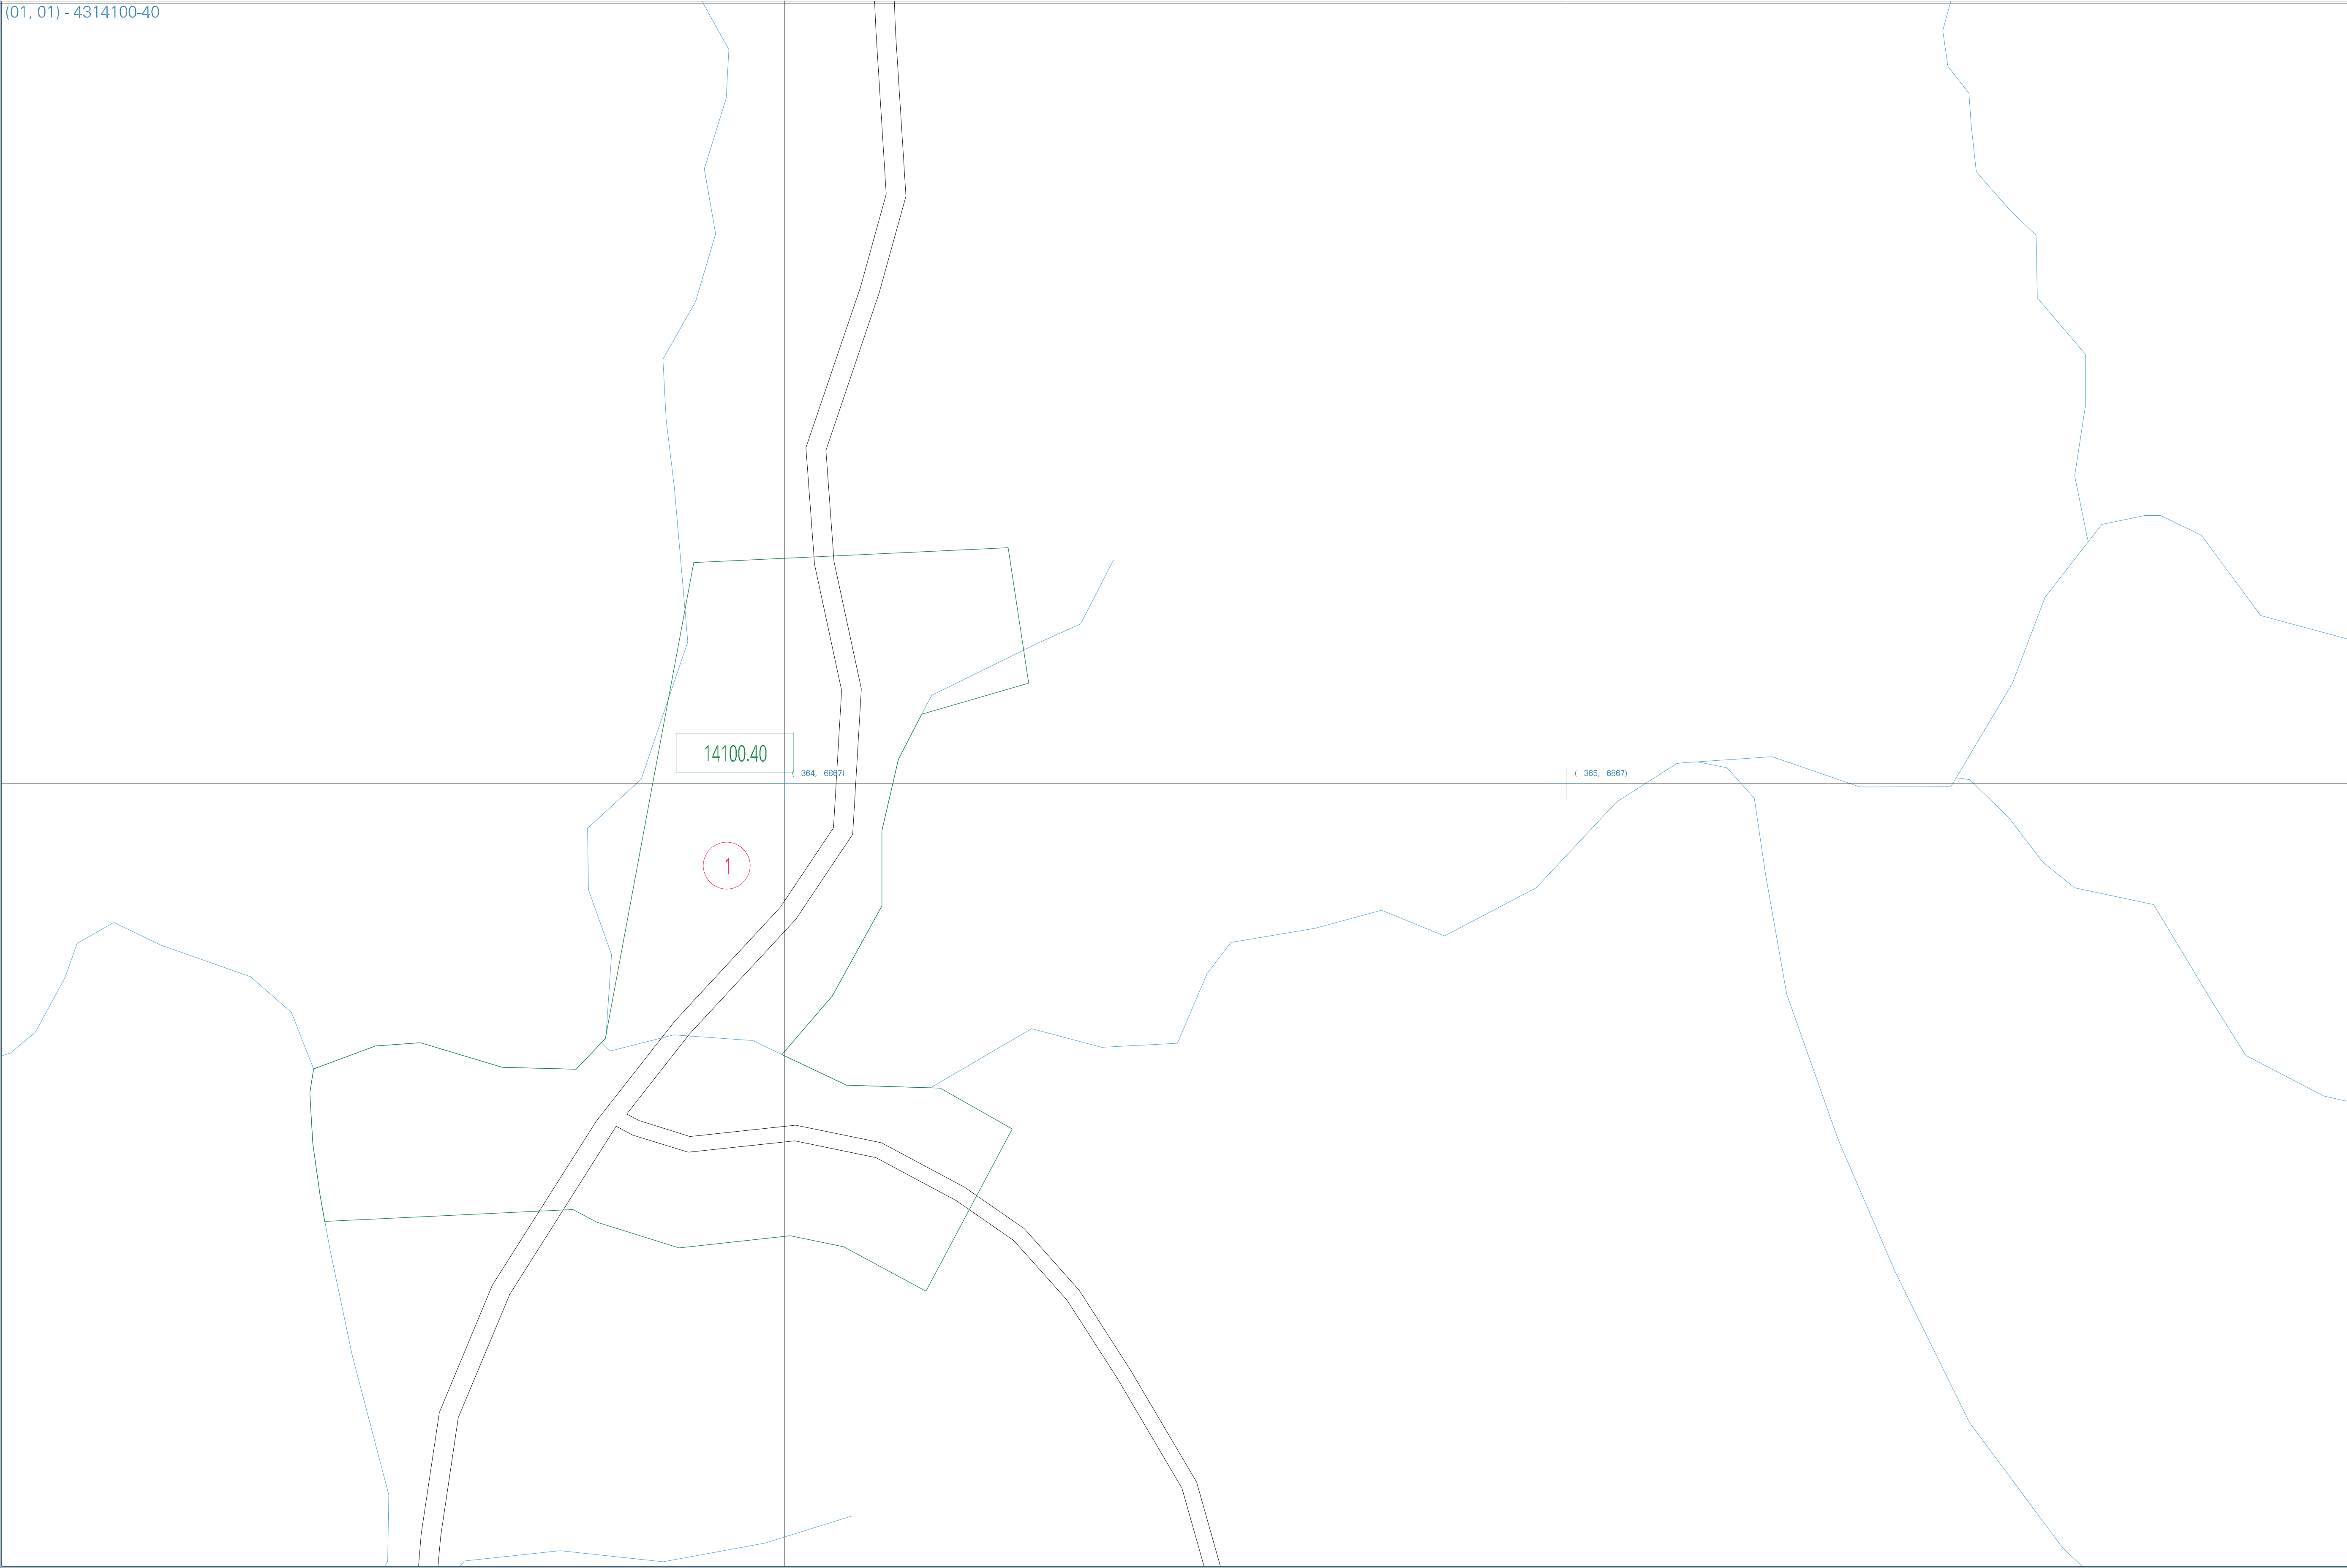 (01, 01) - 4314100-40
14100.40
( 364, 6867)
( 365, 6867)
1